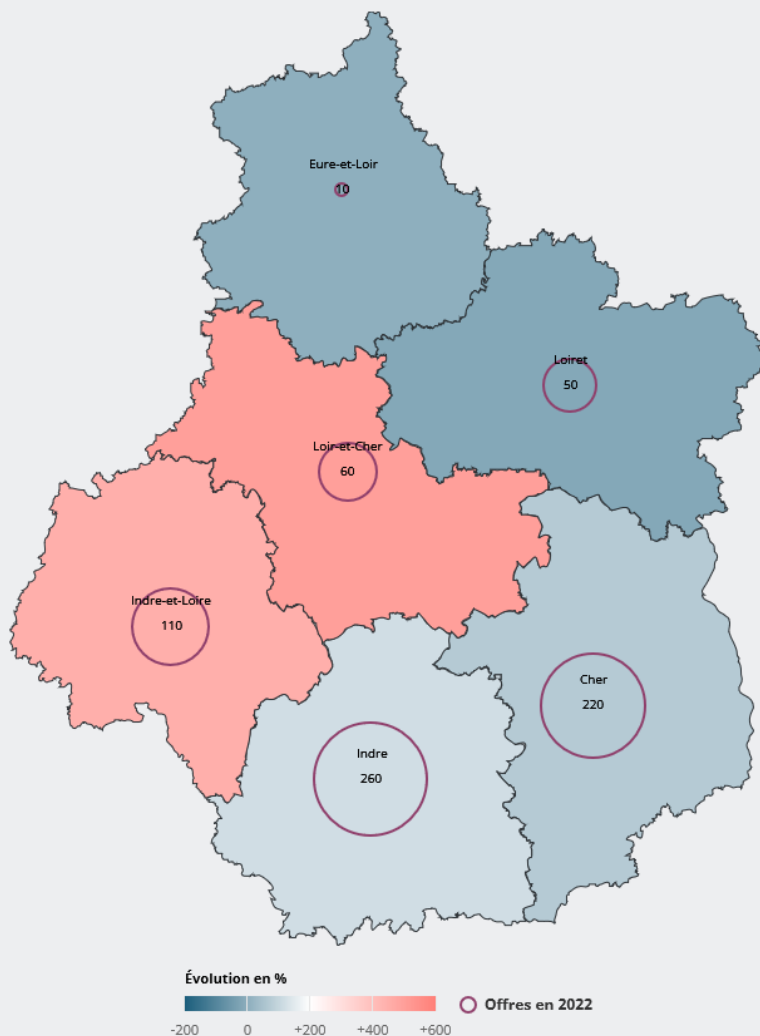 Eure-et-Loir
10
Loiret
50
Loir-et-Cher
60
Indre-et-Loire
110
Cher
220
Indre
260
Évolution en %
-200 0 +200 +400 +600
Offres en 2022